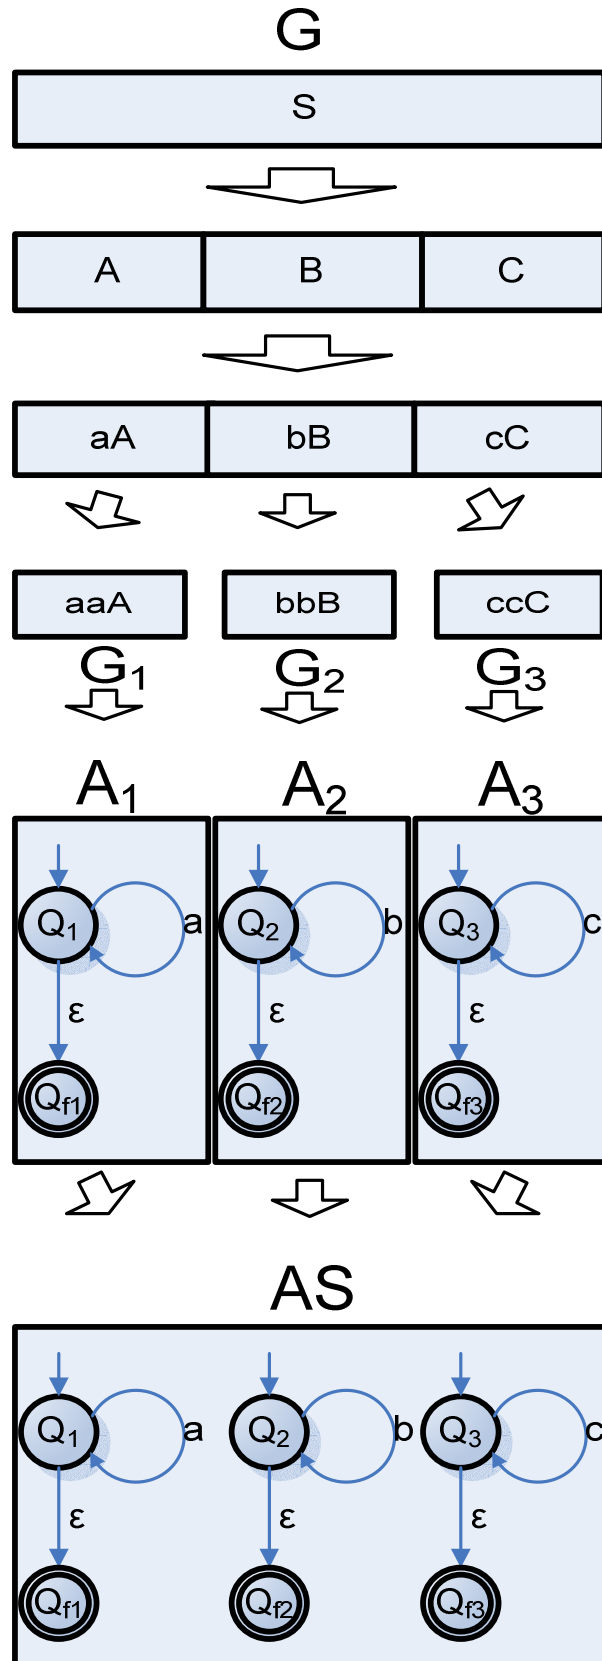 G
S
A B C
aA bB cC
aaA bbB ccC
G₁ G₂ G₃
A₁ A₂ A₃
Q₁ a Q₂ b Q₃ c
ε ε ε
Qf1 Qf2 Qf3
AS
Q₁ a Q₂ b Q₃ c
ε ε ε
Qf1 Qf2 Qf3